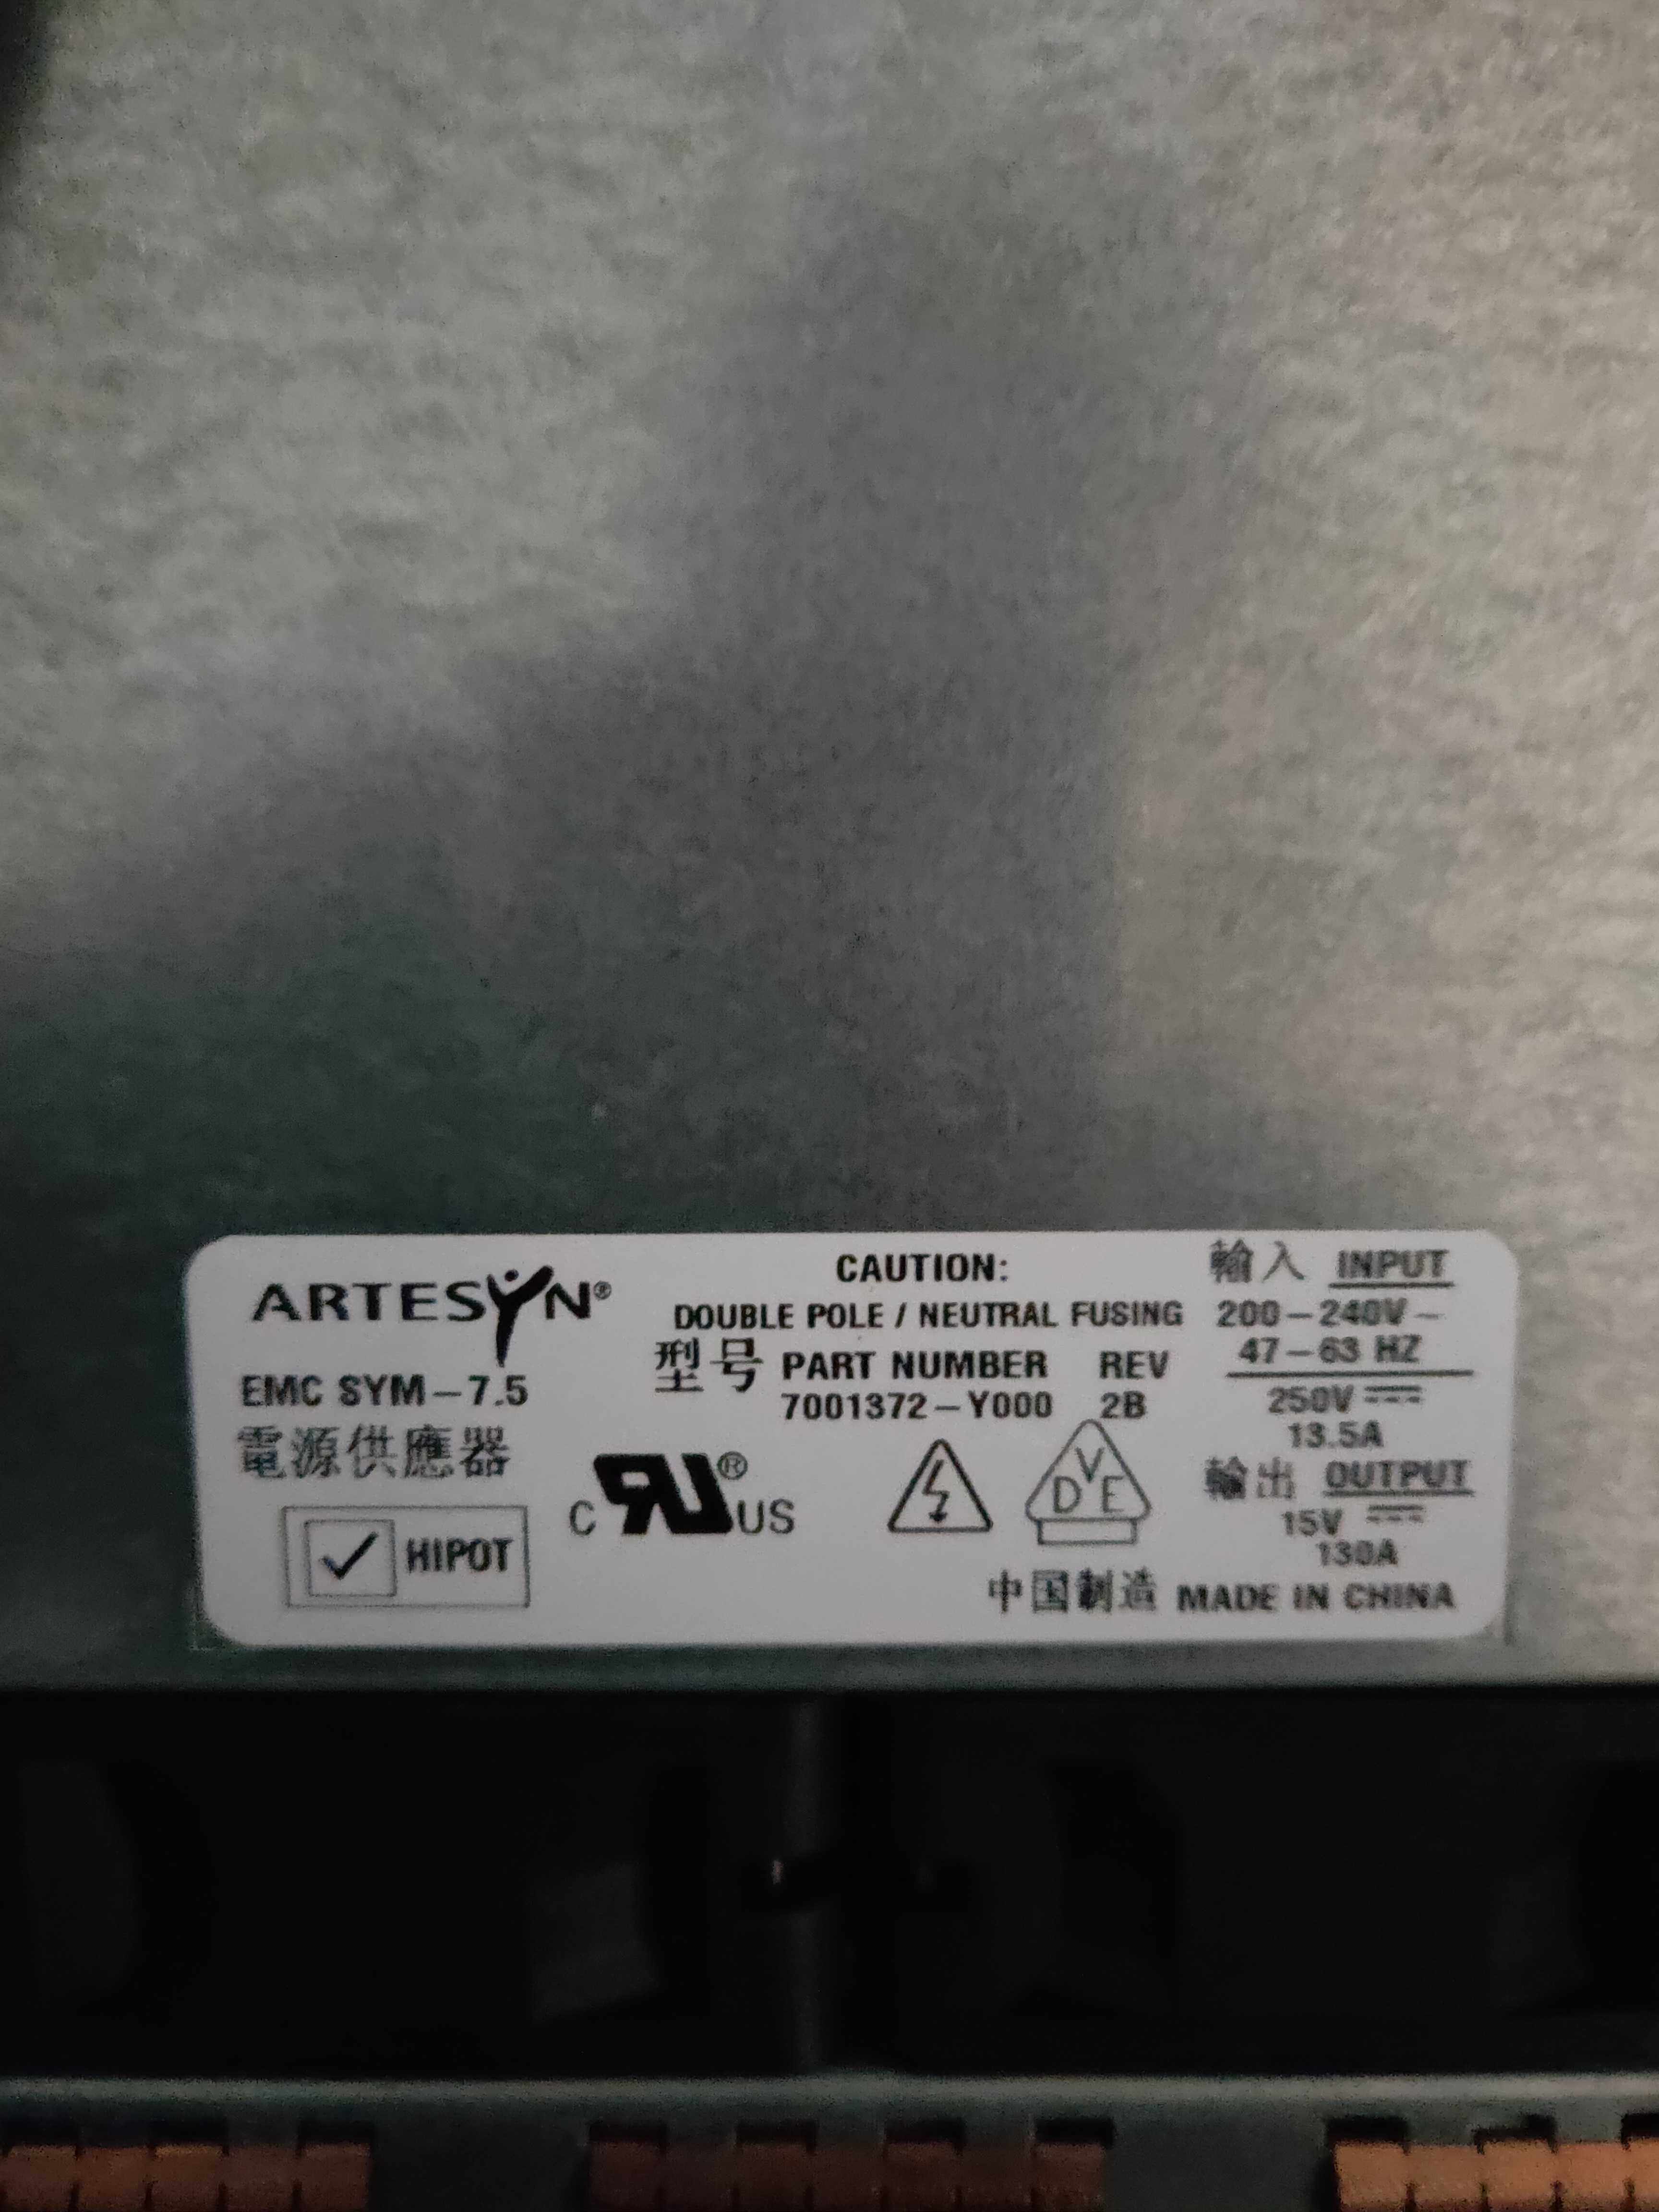 ARTESYN®
EMC SYM-7.5
電源供應器
✓ HIPOT
CAUTION:
DOUBLE POLE / NEUTRAL FUSING
型号 PART NUMBER REV
7001372-Y000 2B
C RU® US
DVE
輸入 INPUT
200-240V~
47-63 HZ
250V ⎓
13.5A
輸出 OUTPUT
15V ⎓
130A
中国制造 MADE IN CHINA